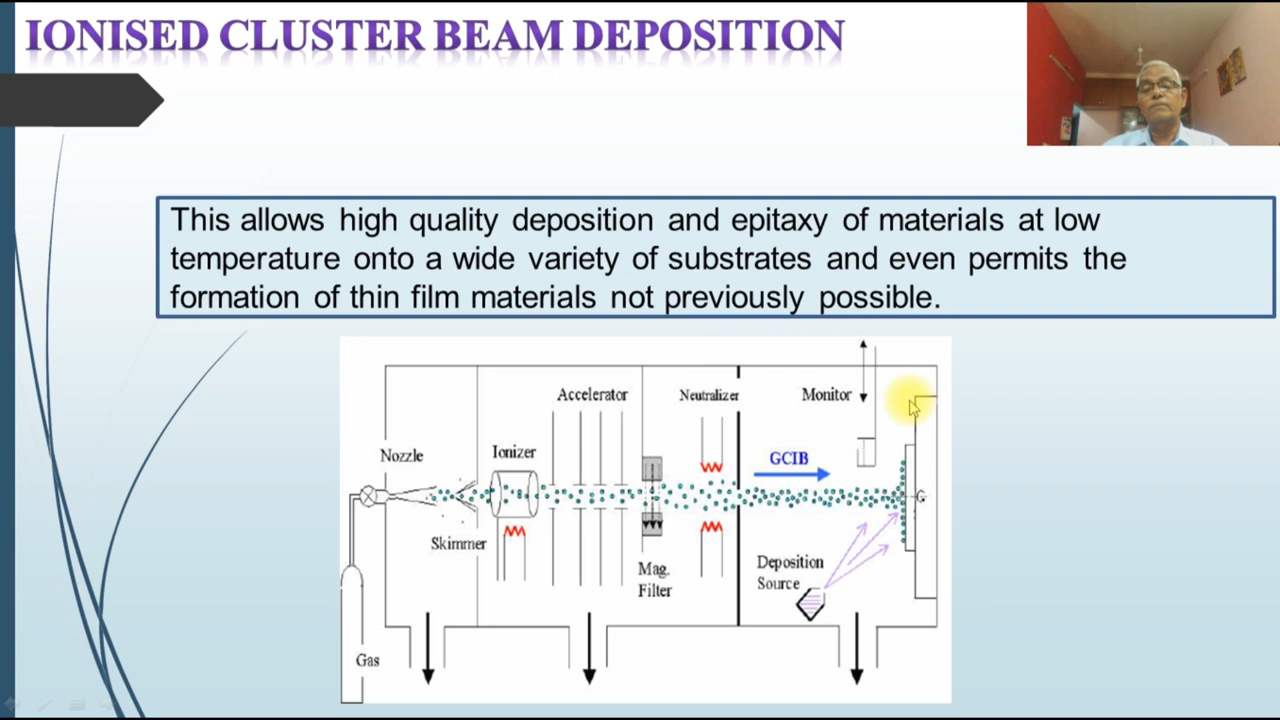 IONISED CLUSTER BEAM DEPOSITION
This allows high quality deposition and epitaxy of materials at low
temperature onto a wide variety of substrates and even permits the
formation of thin film materials not previously possible.
Accelerator
Neutralizer
Monitor
Nozzle
Ionizer
GCIB
Skimmer
Mag.
Filter
Deposition
Source
Gas